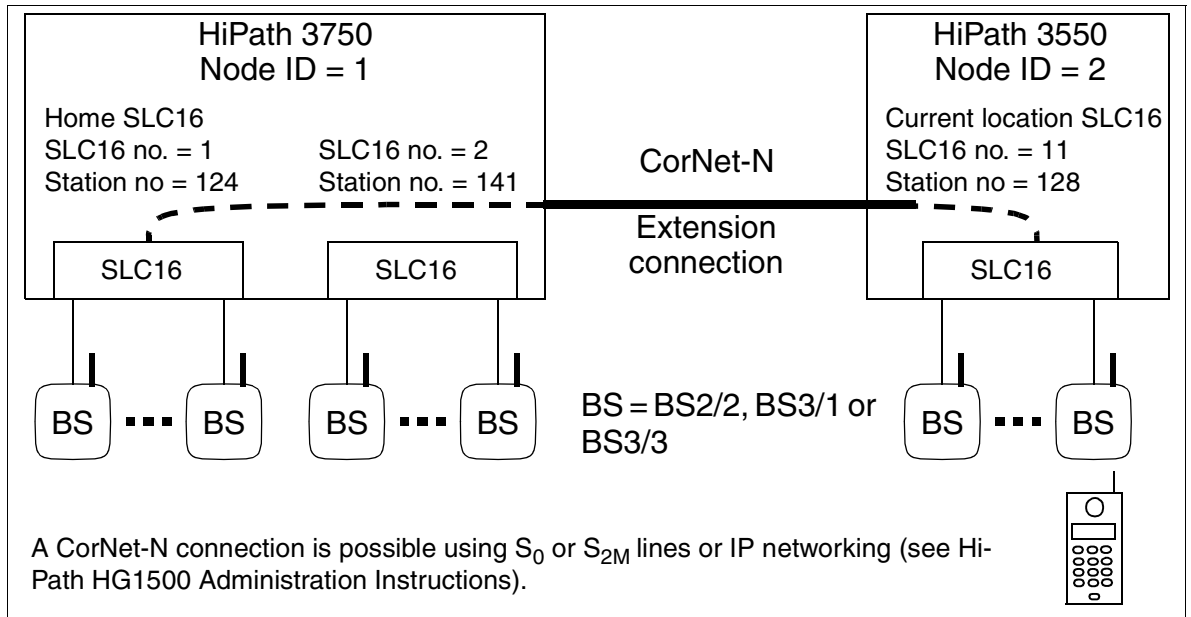 HiPath 3750
Node ID = 1
Home SLC16
SLC16 no. = 1
Station no = 124
SLC16 no. = 2
Station no. = 141
SLC16
SLC16
CorNet-N
Extension
connection
HiPath 3550
Node ID = 2
Current location SLC16
SLC16 no. = 11
Station no = 128
SLC16
BS
BS
BS
BS
BS = BS2/2, BS3/1 or
BS3/3
BS
BS
A CorNet-N connection is possible using S0 or S2M lines or IP networking (see Hi-
Path HG1500 Administration Instructions).